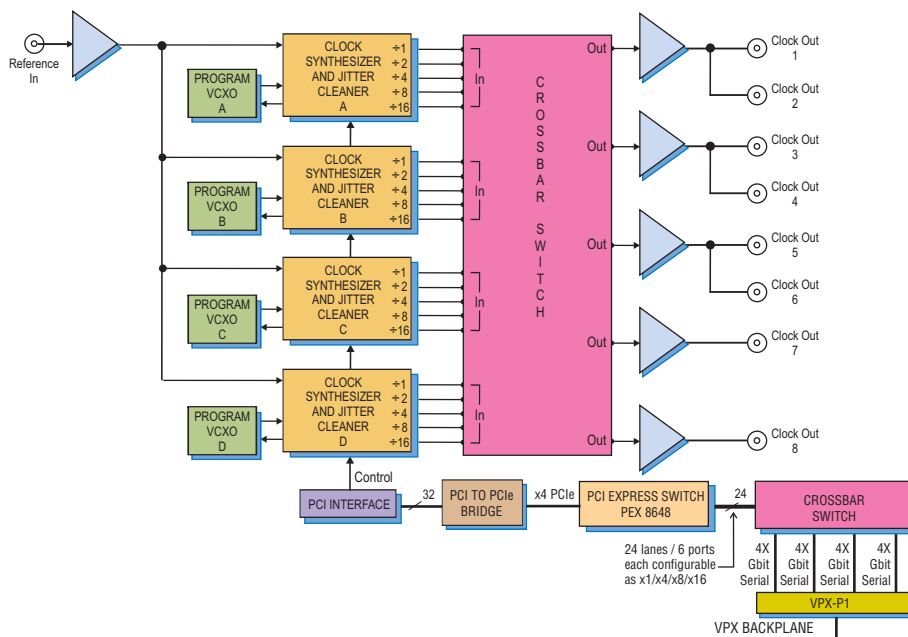 Reference
In
PROGRAM
VCXO
A
CLOCK
SYNTHESIZER
AND JITTER
CLEANER
A
÷1
÷2
÷4
÷8
÷16
In
PROGRAM
VCXO
B
CLOCK
SYNTHESIZER
AND JITTER
CLEANER
B
÷1
÷2
÷4
÷8
÷16
In
PROGRAM
VCXO
C
CLOCK
SYNTHESIZER
AND JITTER
CLEANER
C
÷1
÷2
÷4
÷8
÷16
In
PROGRAM
VCXO
D
CLOCK
SYNTHESIZER
AND JITTER
CLEANER
D
÷1
÷2
÷4
÷8
÷16
In
CROSSBAR SWITCH
Out
Out
Out
Out
Out
Clock Out
1
Clock Out
2
Clock Out
3
Clock Out
4
Clock Out
5
Clock Out
6
Clock Out
7
Clock Out
8
Control
PCI INTERFACE
32
PCI TO PCIe
BRIDGE
x4 PCIe
PCI EXPRESS SWITCH
PEX 8648
24
CROSSBAR
SWITCH
24 lanes / 6 ports
each configurable
as x1/x4/x8/x16
4X
Gbit
Serial
4X
Gbit
Serial
4X
Gbit
Serial
4X
Gbit
Serial
VPX-P1
VPX BACKPLANE